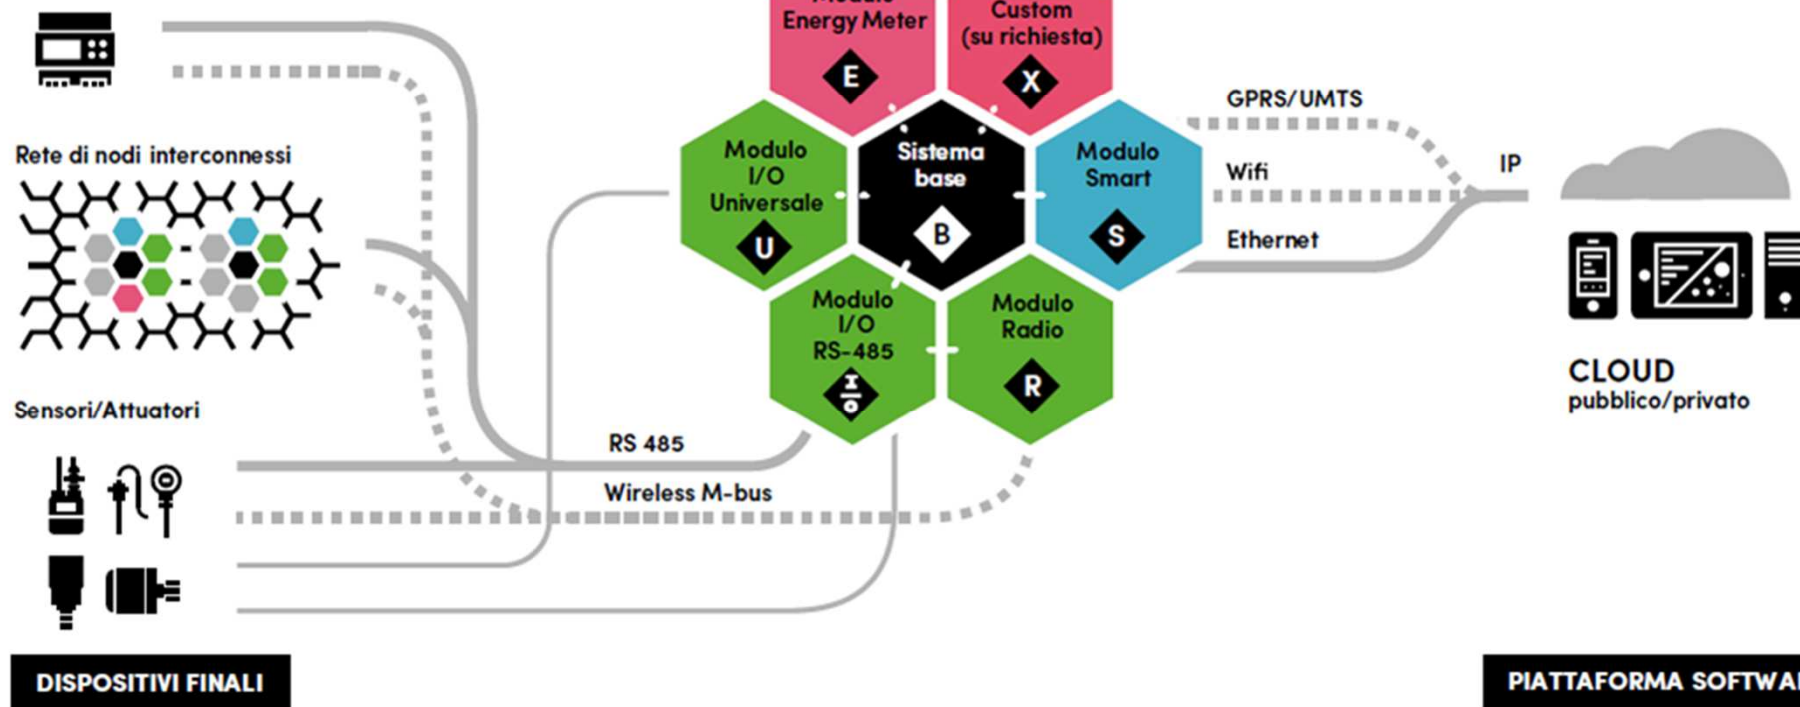 Energy Meter
E
Custom
(su richiesta)
X
Rete di nodi interconnessi
Modulo
I/O
Universale
U
Sistema
base
B
Modulo
Smart
S
GPRS/UMTS
Wifi
Ethernet
IP
Modulo
I/O
RS-485
I/O
Modulo
Radio
R
CLOUD
pubblico/privato
Sensori/Attuatori
RS 485
Wireless M-bus
DISPOSITIVI FINALI
PIATTAFORMA